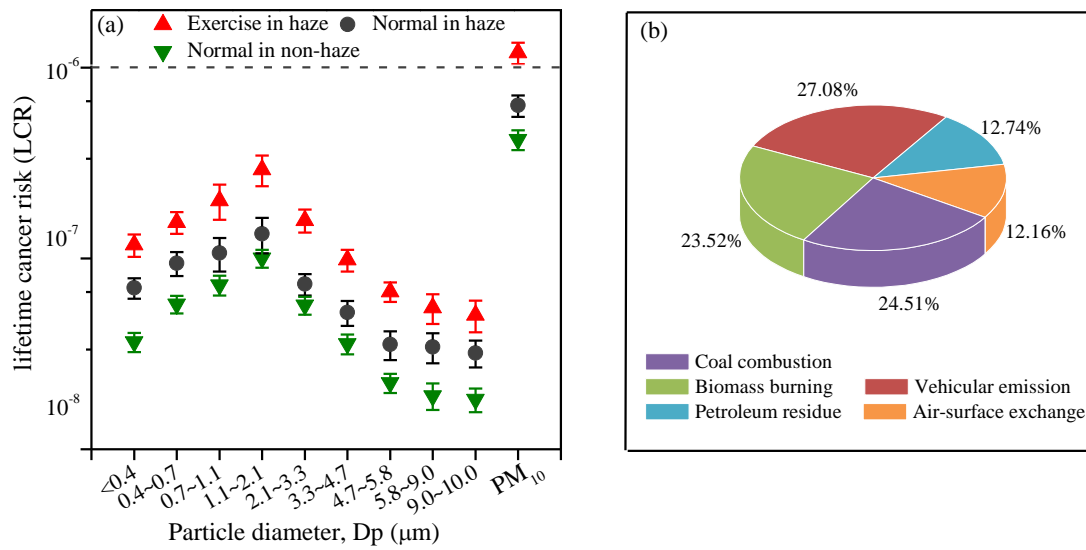 (a)
Exercise in haze
Normal in haze
Normal in non-haze
10⁻⁶
10⁻⁷
10⁻⁸
lifetime cancer risk (LCR)
<0.4
0.4~0.7
0.7~1.1
1.1~2.1
2.1~3.3
3.3~4.7
4.7~5.8
5.8~9.0
9.0~10.0
PM₁₀
Particle diameter, Dp (μm)
(b)
27.08%
12.74%
12.16%
24.51%
23.52%
Coal combustion
Biomass burning
Vehicular emission
Petroleum residue
Air-surface exchange